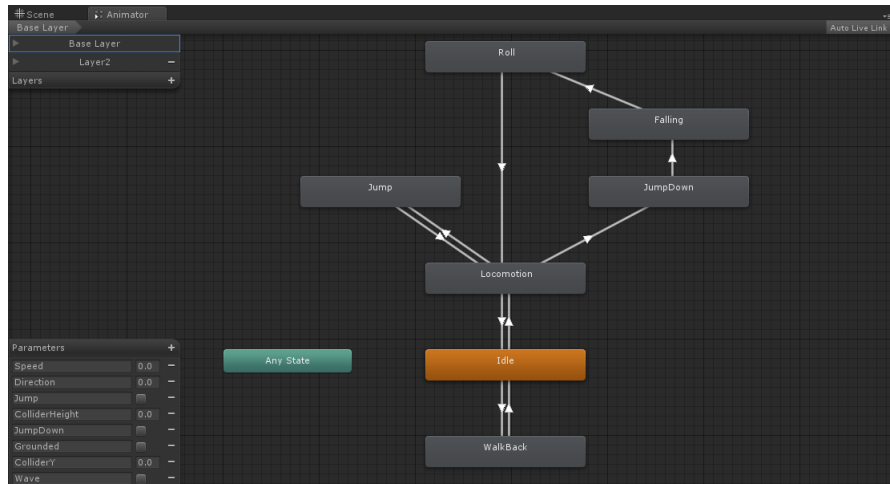 Scene
Animator
Base Layer
Auto Live Link
Base Layer
Layer2
Layers
Roll
Falling
Jump
JumpDown
Locomotion
Any State
Idle
WalkBack
Parameters
Speed 0.0
Direction 0.0
Jump
ColliderHeight 0.0
JumpDown
Grounded
ColliderY 0.0
Wave